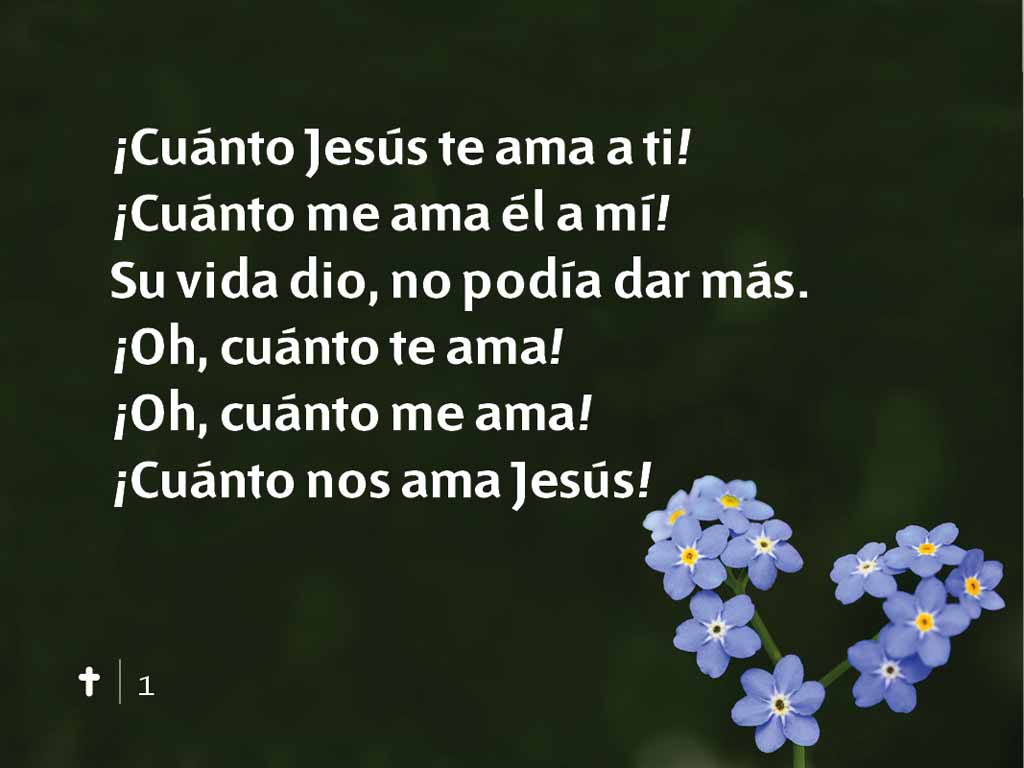 ¡Cuánto Jesús te ama a ti!
¡Cuánto me ama él a mí!
Su vida dio, no podía dar más.
¡Oh, cuánto te ama!
¡Oh, cuánto me ama!
¡Cuánto nos ama Jesús!
1